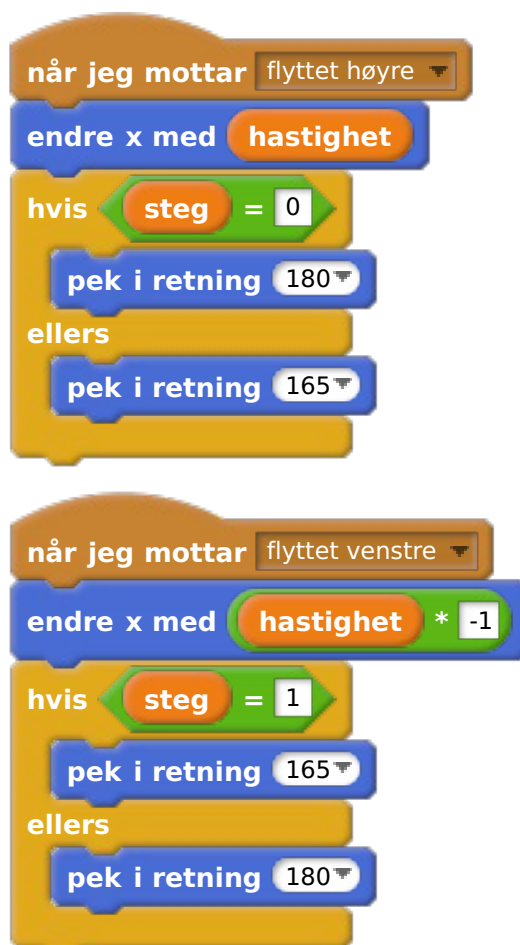 når jeg mottar flyttet høyre
endre x med hastighet
hvis steg = 0
pek i retning 180
ellers
pek i retning 165
når jeg mottar flyttet venstre
endre x med hastighet * -1
hvis steg = 1
pek i retning 165
ellers
pek i retning 180